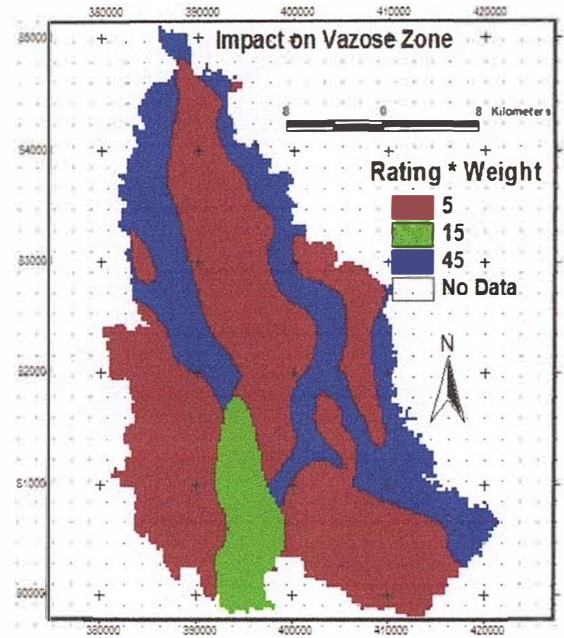 380000 390000 400000 410000 420000
Impact on Vazose Zone
8 0 8 Kilometers
Rating * Weight
5
15
45
No Data
N
380000 390000 400000 410000 420000